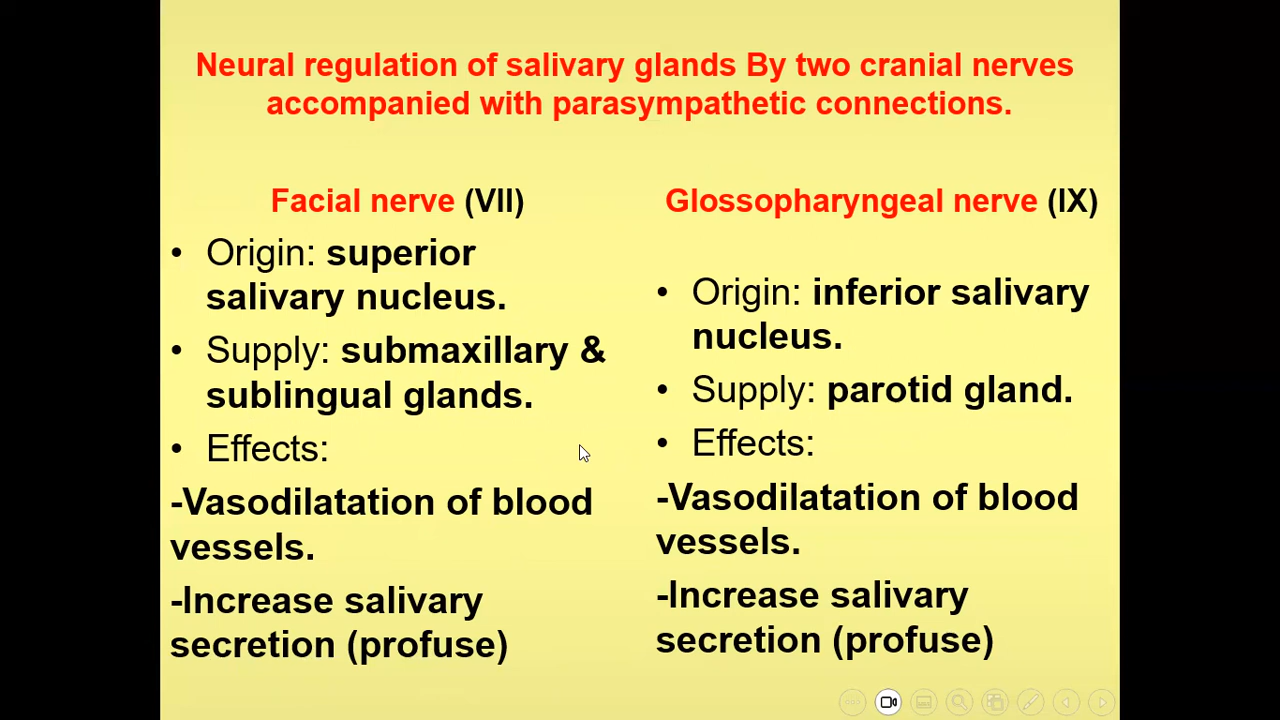 Neural regulation of salivary glands By two cranial nerves
accompanied with parasympathetic connections.
Facial nerve (VII)
• Origin: superior
salivary nucleus.
• Supply: submaxillary &
sublingual glands.
• Effects:
-Vasodilatation of blood
vessels.
-Increase salivary
secretion (profuse)
Glossopharyngeal nerve (IX)
• Origin: inferior salivary
nucleus.
• Supply: parotid gland.
• Effects:
-Vasodilatation of blood
vessels.
-Increase salivary
secretion (profuse)